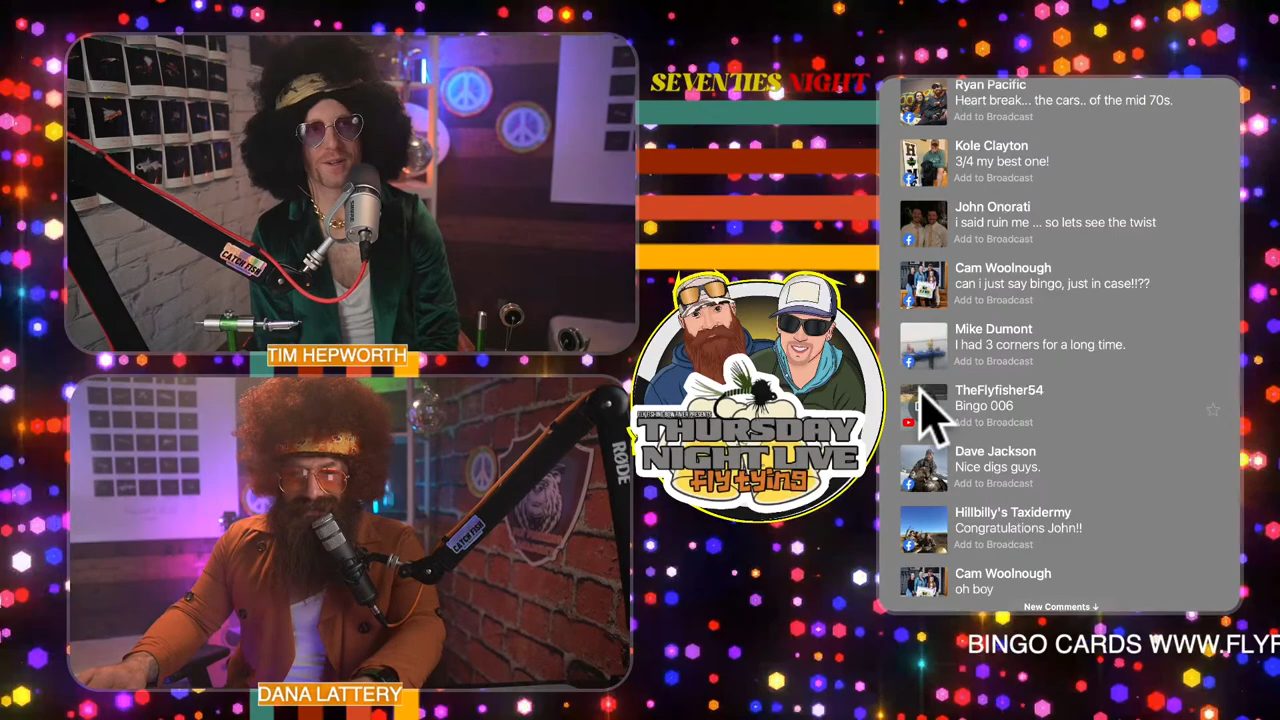 SEVENTIES NIGHT
CATCH FISH
TIM HEPWORTH
RØDE
CATCH FISH
DANA LATTERY
THURSDAY
NIGHT LIVE
fly tying
Ryan Pacific
Heart break... the cars.. of the mid 70s.
Add to Broadcast
Kole Clayton
3/4 my best one!
Add to Broadcast
John Onorati
i said ruin me ... so lets see the twist
Add to Broadcast
Cam Woolnough
can i just say bingo, just in case!!??
Add to Broadcast
Mike Dumont
I had 3 corners for a long time.
Add to Broadcast
TheFlyfisher54
Bingo 006
Add to Broadcast
Dave Jackson
Nice digs guys.
Add to Broadcast
Hillbilly's Taxidermy
Congratulations John!!
Add to Broadcast
Cam Woolnough
oh boy
New Comments ↓
BINGO CARDS WWW.FLYF